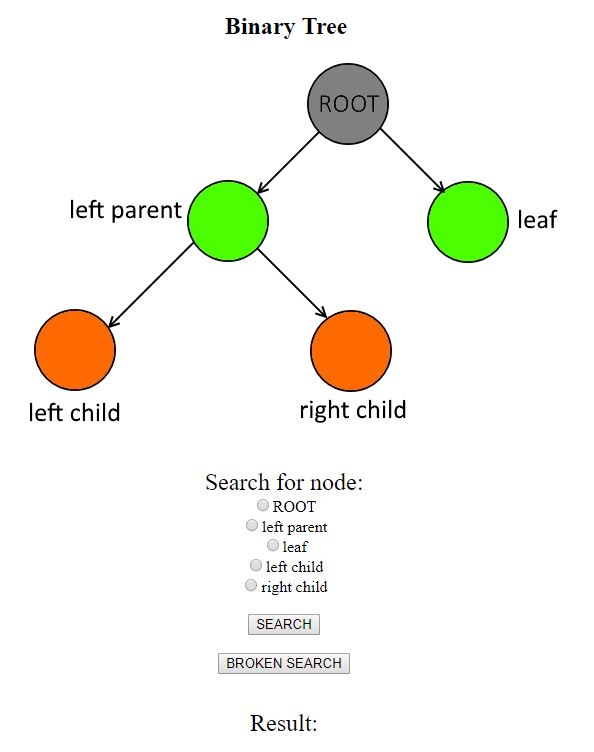 Binary Tree
ROOT
left parent
leaf
left child
right child
Search for node:
ROOT
left parent
leaf
left child
right child
SEARCH
BROKEN SEARCH
Result: